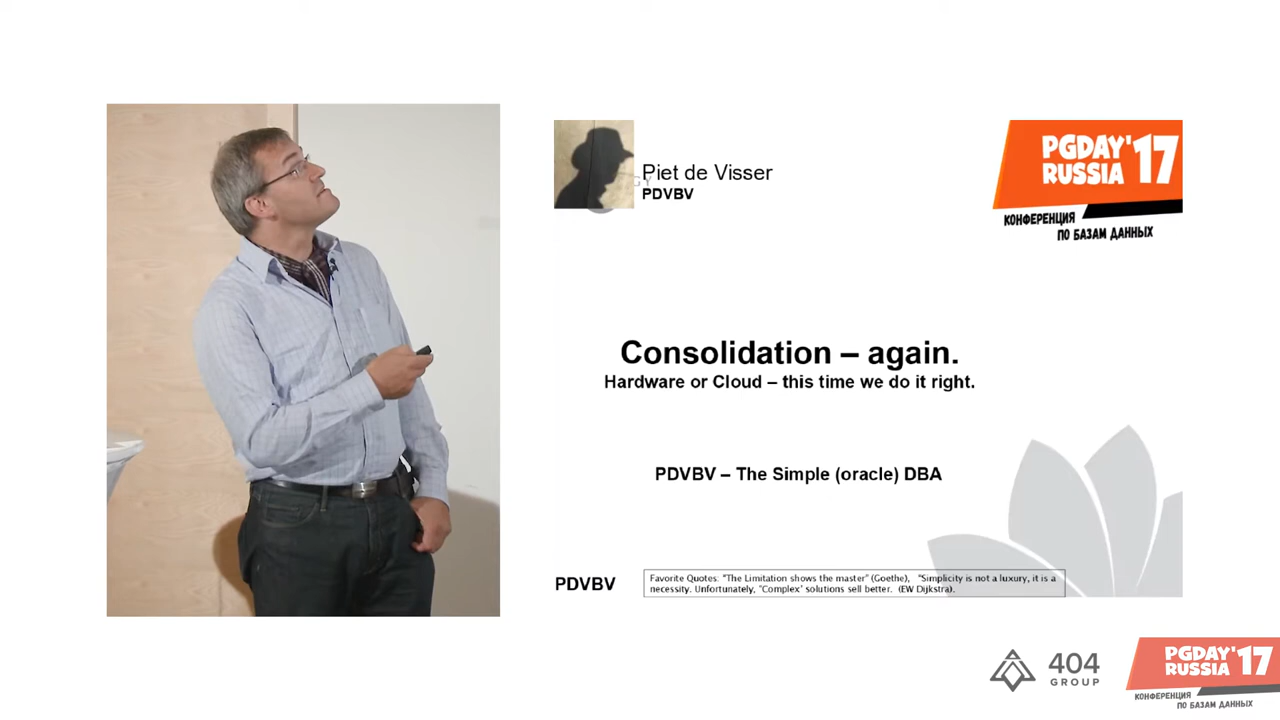 Piet de Visser
PDVBV
PGDAY'17
RUSSIA
КОНФЕРЕНЦИЯ
ПО БАЗАМ ДАННЫХ
Consolidation – again.
Hardware or Cloud – this time we do it right.
PDVBV – The Simple (oracle) DBA
PDVBV
Favorite Quotes: "The Limitation shows the master" (Goethe), "Simplicity is not a luxury, it is a
necessity. Unfortunately, "Complex' solutions sell better. (EW Dijkstra).
404
GROUP
PGDAY'17
RUSSIA
КОНФЕРЕНЦИЯ
ПО БАЗАМ ДАННЫХ